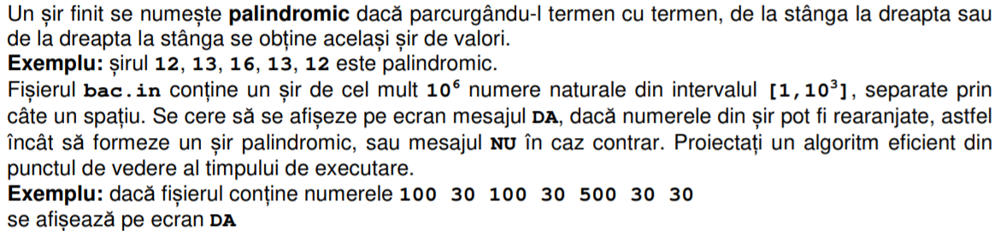 Un șir finit se numește palindromic dacă parcurgându-l termen cu termen, de la stânga la dreapta sau
de la dreapta la stânga se obține același șir de valori.
Exemplu: șirul 12, 13, 16, 13, 12 este palindromic.
Fișierul bac.in conține un șir de cel mult 10⁶ numere naturale din intervalul [1,10³], separate prin
câte un spațiu. Se cere să se afișeze pe ecran mesajul DA, dacă numerele din șir pot fi rearanjate, astfel
încât să formeze un șir palindromic, sau mesajul NU în caz contrar. Proiectați un algoritm eficient din
punctul de vedere al timpului de executare.
Exemplu: dacă fișierul conține numerele 100 30 100 30 500 30 30
se afișează pe ecran DA